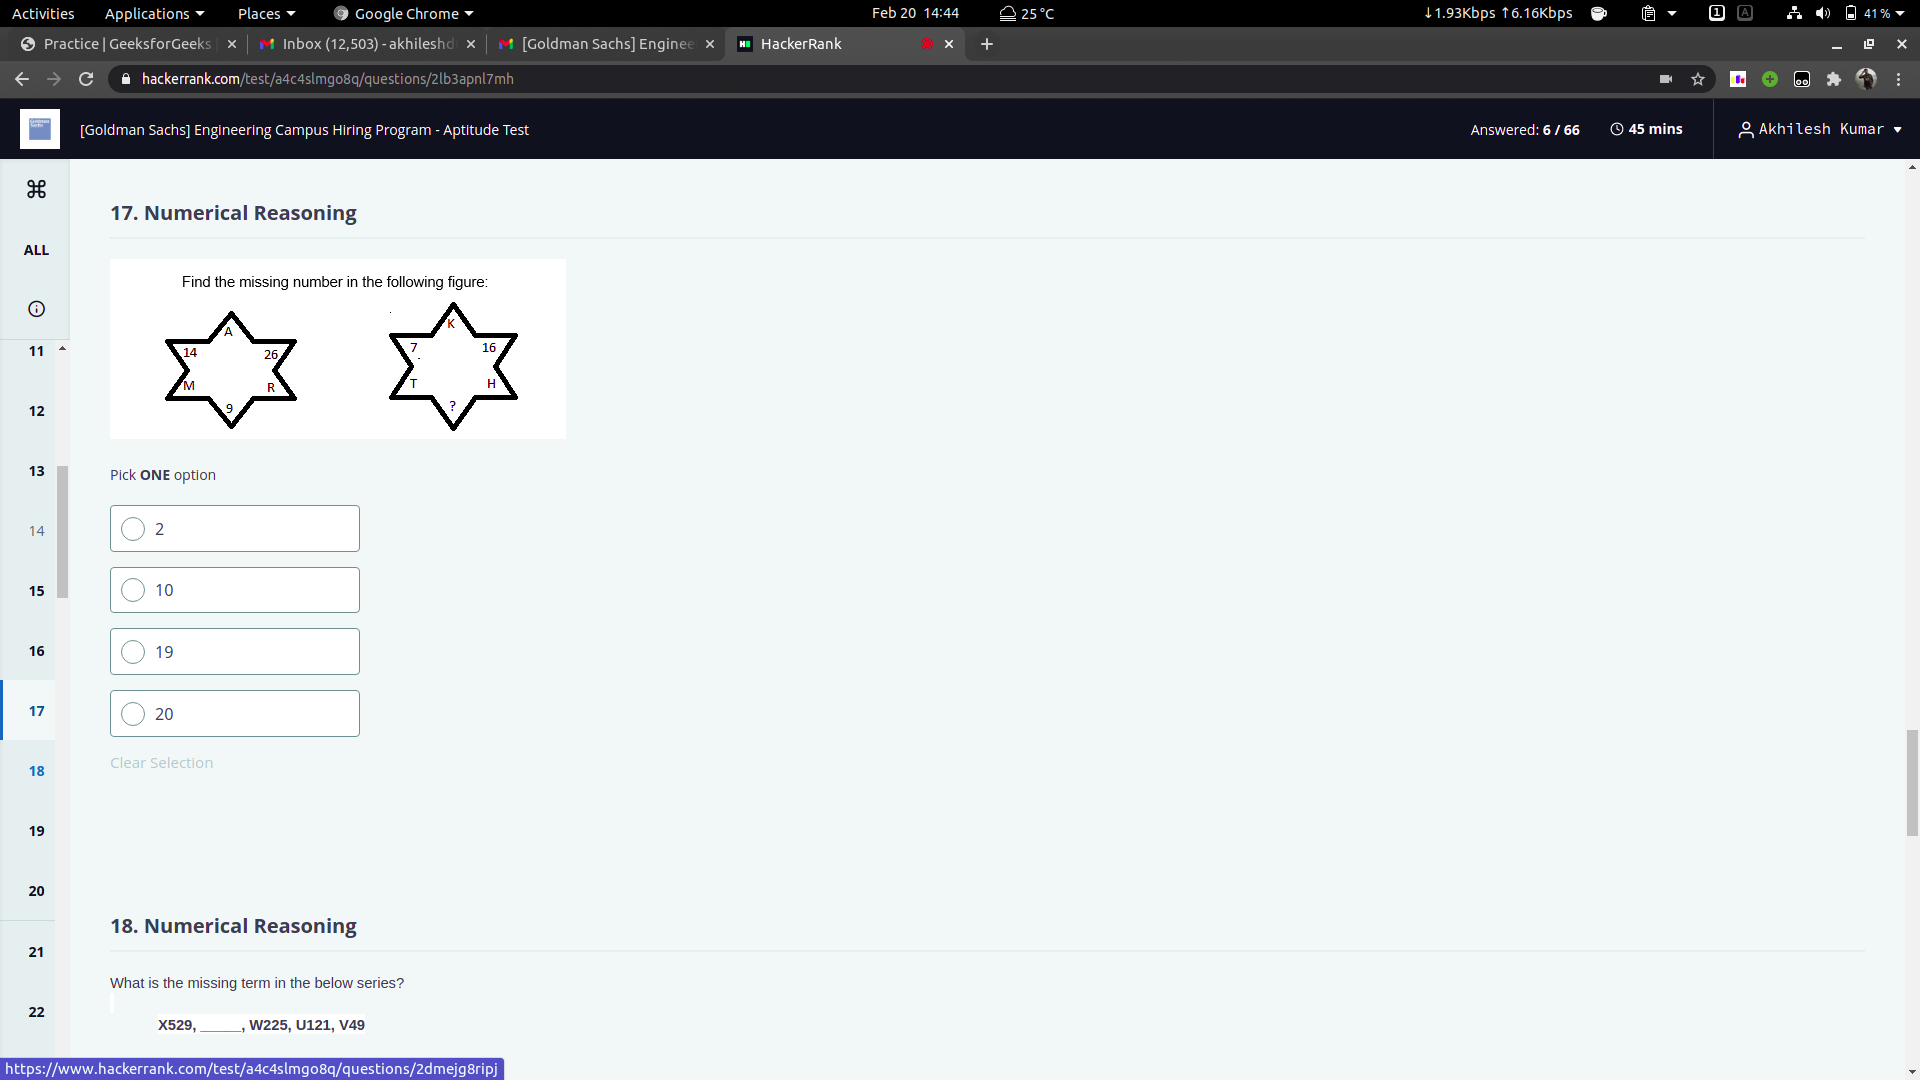 Activities Applications Places Google Chrome Feb 20 14:44 25 °C ↓1.93Kbps ↑6.16Kbps 1 A 41 %
Practice | GeeksforGeeks Inbox (12,503) - akhileshd [Goldman Sachs] Enginee HackerRank
hackerrank.com/test/a4c4slmgo8q/questions/2lb3apnl7mh
[Goldman Sachs] Engineering Campus Hiring Program - Aptitude Test Answered: 6 / 66 45 mins Akhilesh Kumar
ALL
11
12
13
14
15
16
17
18
19
20
21
22
17. Numerical Reasoning
Find the missing number in the following figure:
A
14 26
M R
9
K
7 16
T H
?
Pick ONE option
2
10
19
20
Clear Selection
18. Numerical Reasoning
What is the missing term in the below series?
X529, _____, W225, U121, V49
https://www.hackerrank.com/test/a4c4slmgo8q/questions/2dmejg8ripj